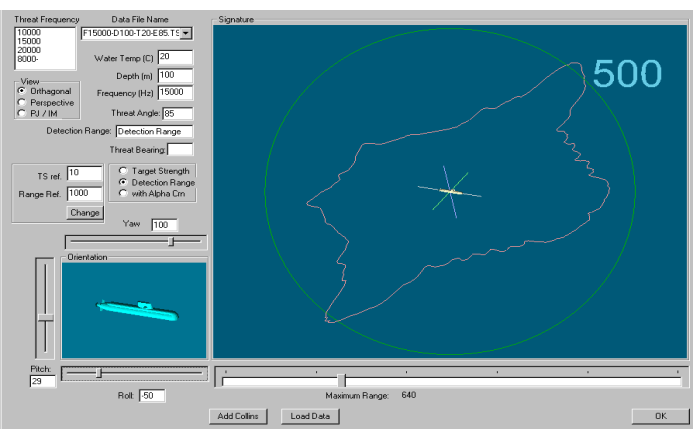 Threat Frequency
10000
15000
20000
8000-
Data File Name
F15000-D100-T20-E85.TS
Water Temp (C) 20
Depth (m) 100
Frequency (Hz) 15000
View
Orthagonal
Perspective
PJ / IM
Threat Angle: 85
Detection Range: Detection Range
Threat Bearing:
TS ref. 10
Range Ref. 1000
Change
Target Strength
Detection Range
with Alpha Crn
Yaw 100
Orientation
Pitch:
29
Roll: -50
Signature
500
Maximum Range: 640
Add Collins
Load Data
OK